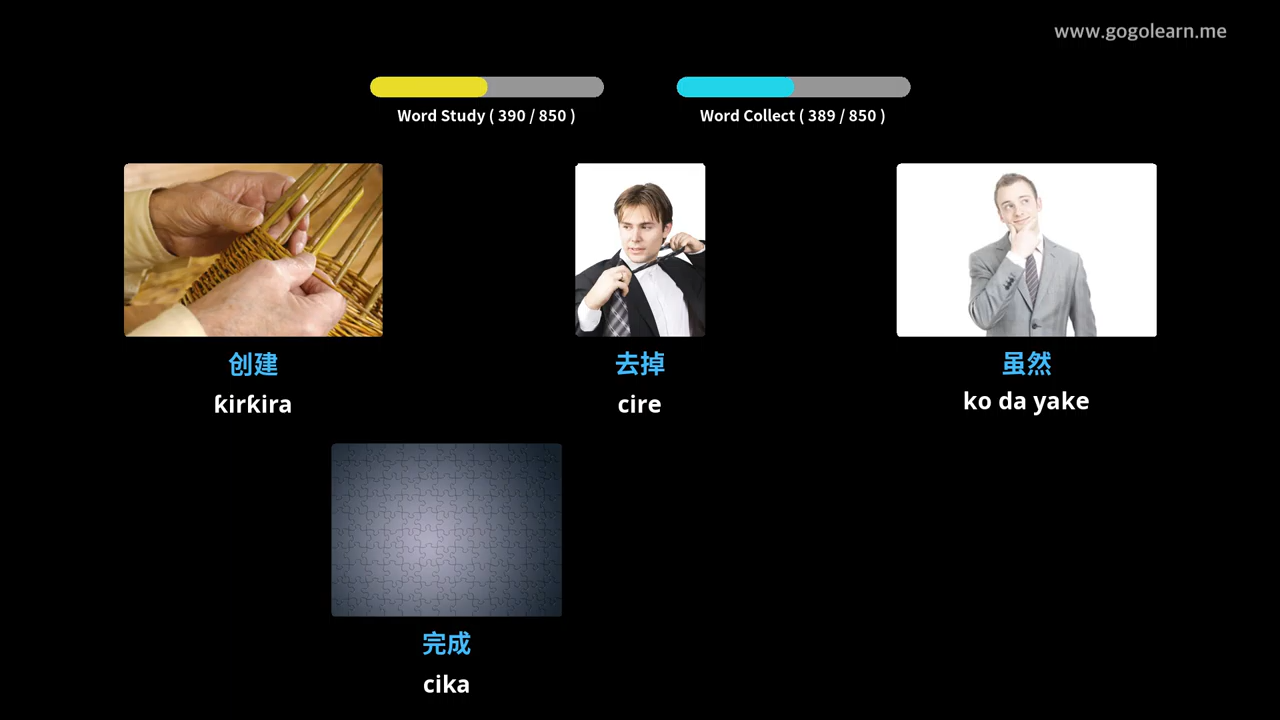 www.gogolearn.me
Word Study ( 390 / 850 )
Word Collect ( 389 / 850 )
创建
去掉
虽然
ƙirƙira
cire
ko da yake
完成
cika